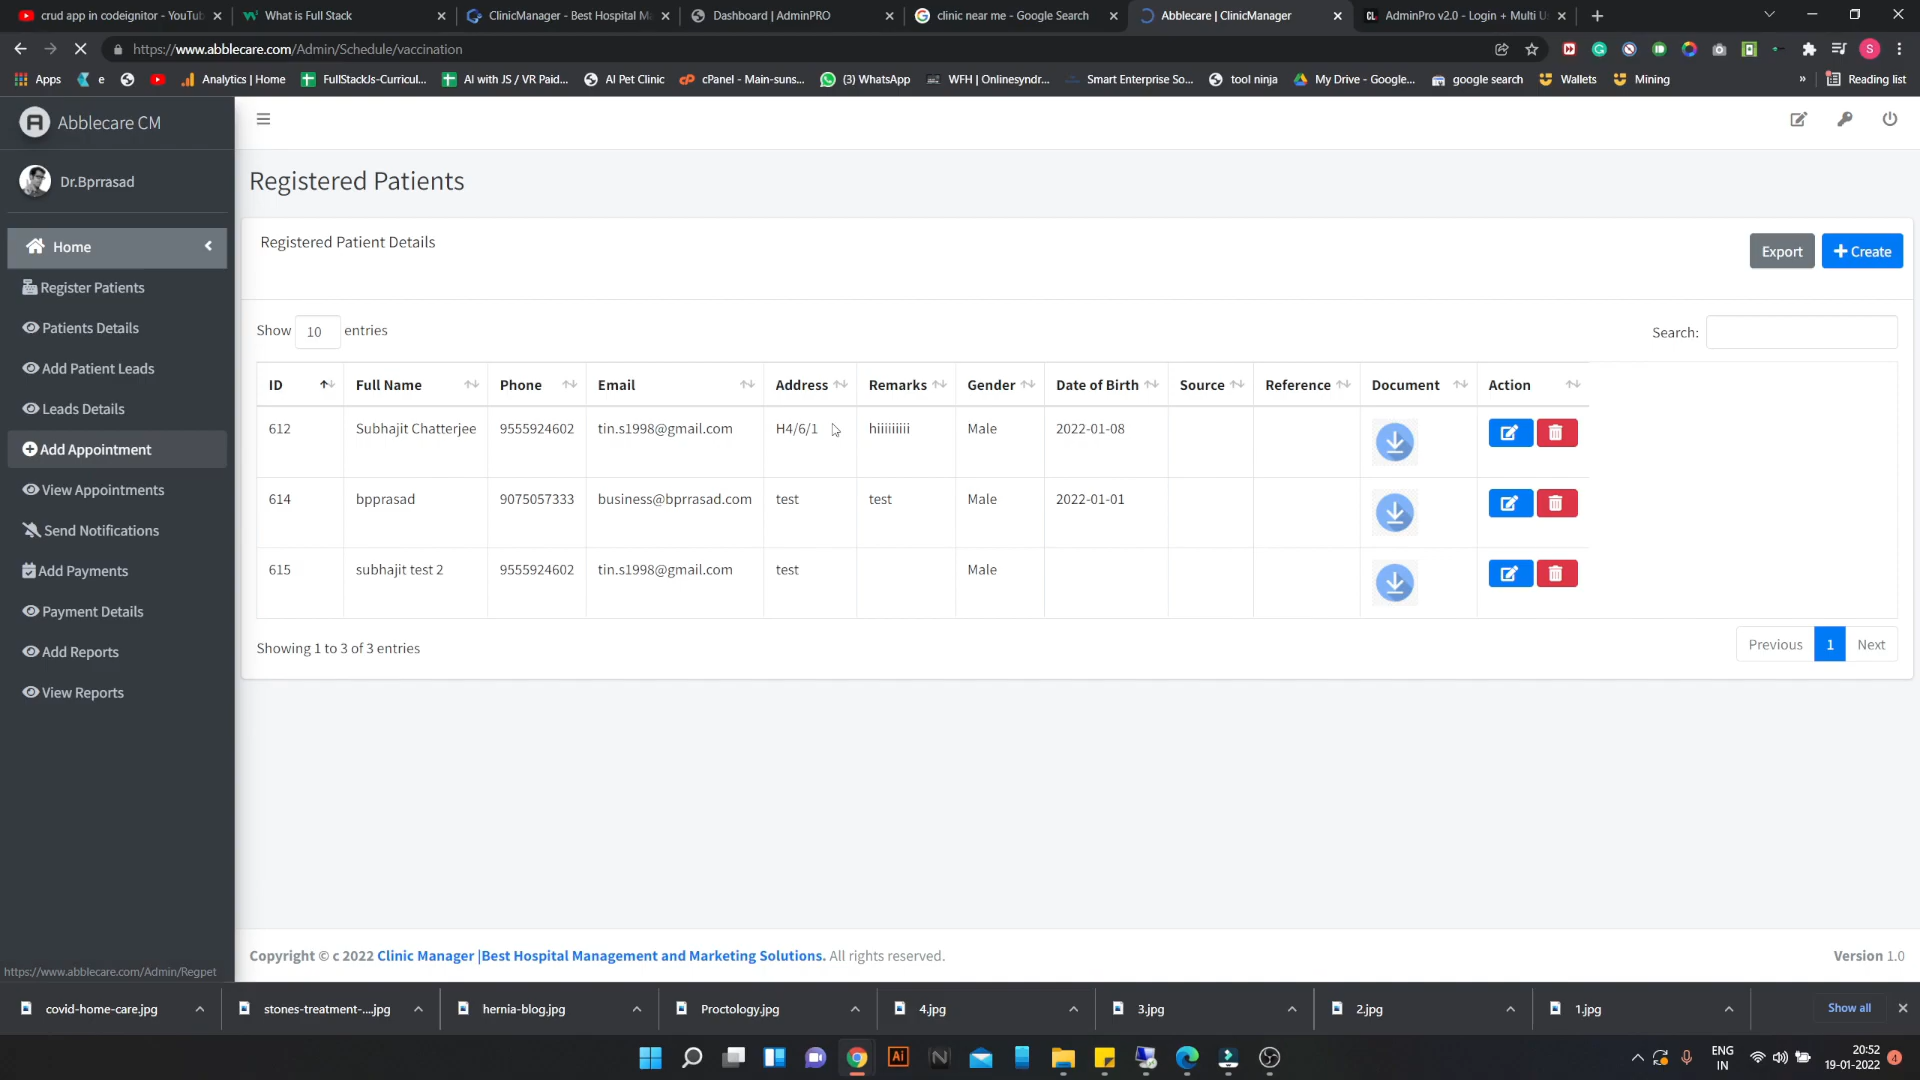 crud app in codeignitor - YouTub
What is Full Stack
ClinicManager - Best Hospital M
Dashboard | AdminPRO
clinic near me - Google Search
Abblecare | ClinicManager
AdminPro v2.0 - Login + Multi U
https://www.abblecare.com/Admin/Schedule/vaccination
Apps
e
Analytics | Home
FullStackJs-Curricul...
AI with JS / VR Paid...
AI Pet Clinic
cPanel - Main-suns...
(3) WhatsApp
WFH | Onlinesyndr...
Smart Enterprise So...
tool ninja
My Drive - Google...
google search
Wallets
Mining
»
Reading list
Abblecare CM
Dr.Bprrasad
Home
Register Patients
Patients Details
Add Patient Leads
Leads Details
Add Appointment
View Appointments
Send Notifications
Add Payments
Payment Details
Add Reports
View Reports
https://www.abblecare.com/Admin/Regpet
Registered Patients
Registered Patient Details
Export
Create
Show 10 entries
Search:
ID Full Name Phone Email Address Remarks Gender Date of Birth Source Reference Document Action
612 Subhajit Chatterjee 9555924602 tin.s1998@gmail.com H4/6/1 hiiiiiiiii Male 2022-01-08
614 bpprasad 9075057333 business@bprrasad.com test test Male 2022-01-01
615 subhajit test 2 9555924602 tin.s1998@gmail.com test Male
Showing 1 to 3 of 3 entries
Previous 1 Next
Copyright © c 2022 Clinic Manager |Best Hospital Management and Marketing Solutions. All rights reserved.
Version 1.0
covid-home-care.jpg
stones-treatment-....jpg
hernia-blog.jpg
Proctology.jpg
4.jpg
3.jpg
2.jpg
1.jpg
Show all
ENG
IN
20:52
19-01-2022
4